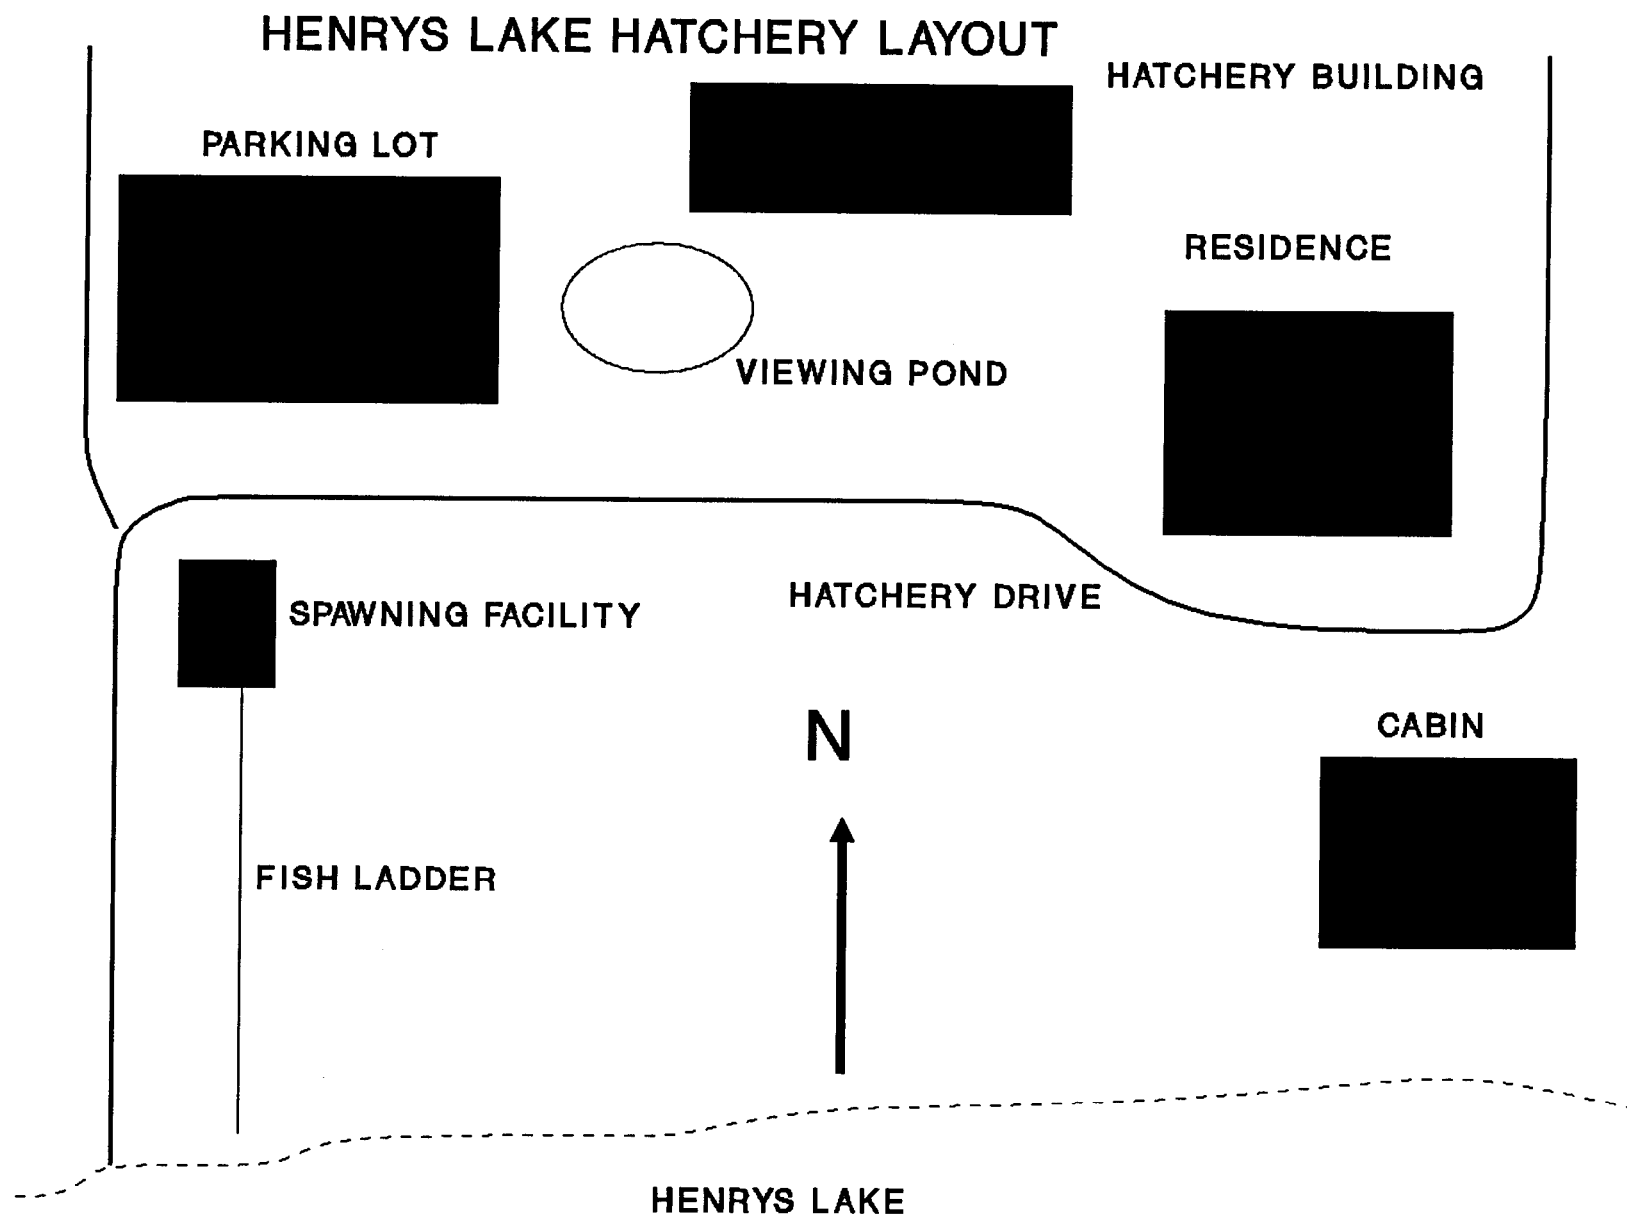 HENRYS LAKE HATCHERY LAYOUT
HATCHERY BUILDING
PARKING LOT
RESIDENCE
VIEWING POND
HATCHERY DRIVE
SPAWNING FACILITY
N
CABIN
FISH LADDER
HENRYS LAKE